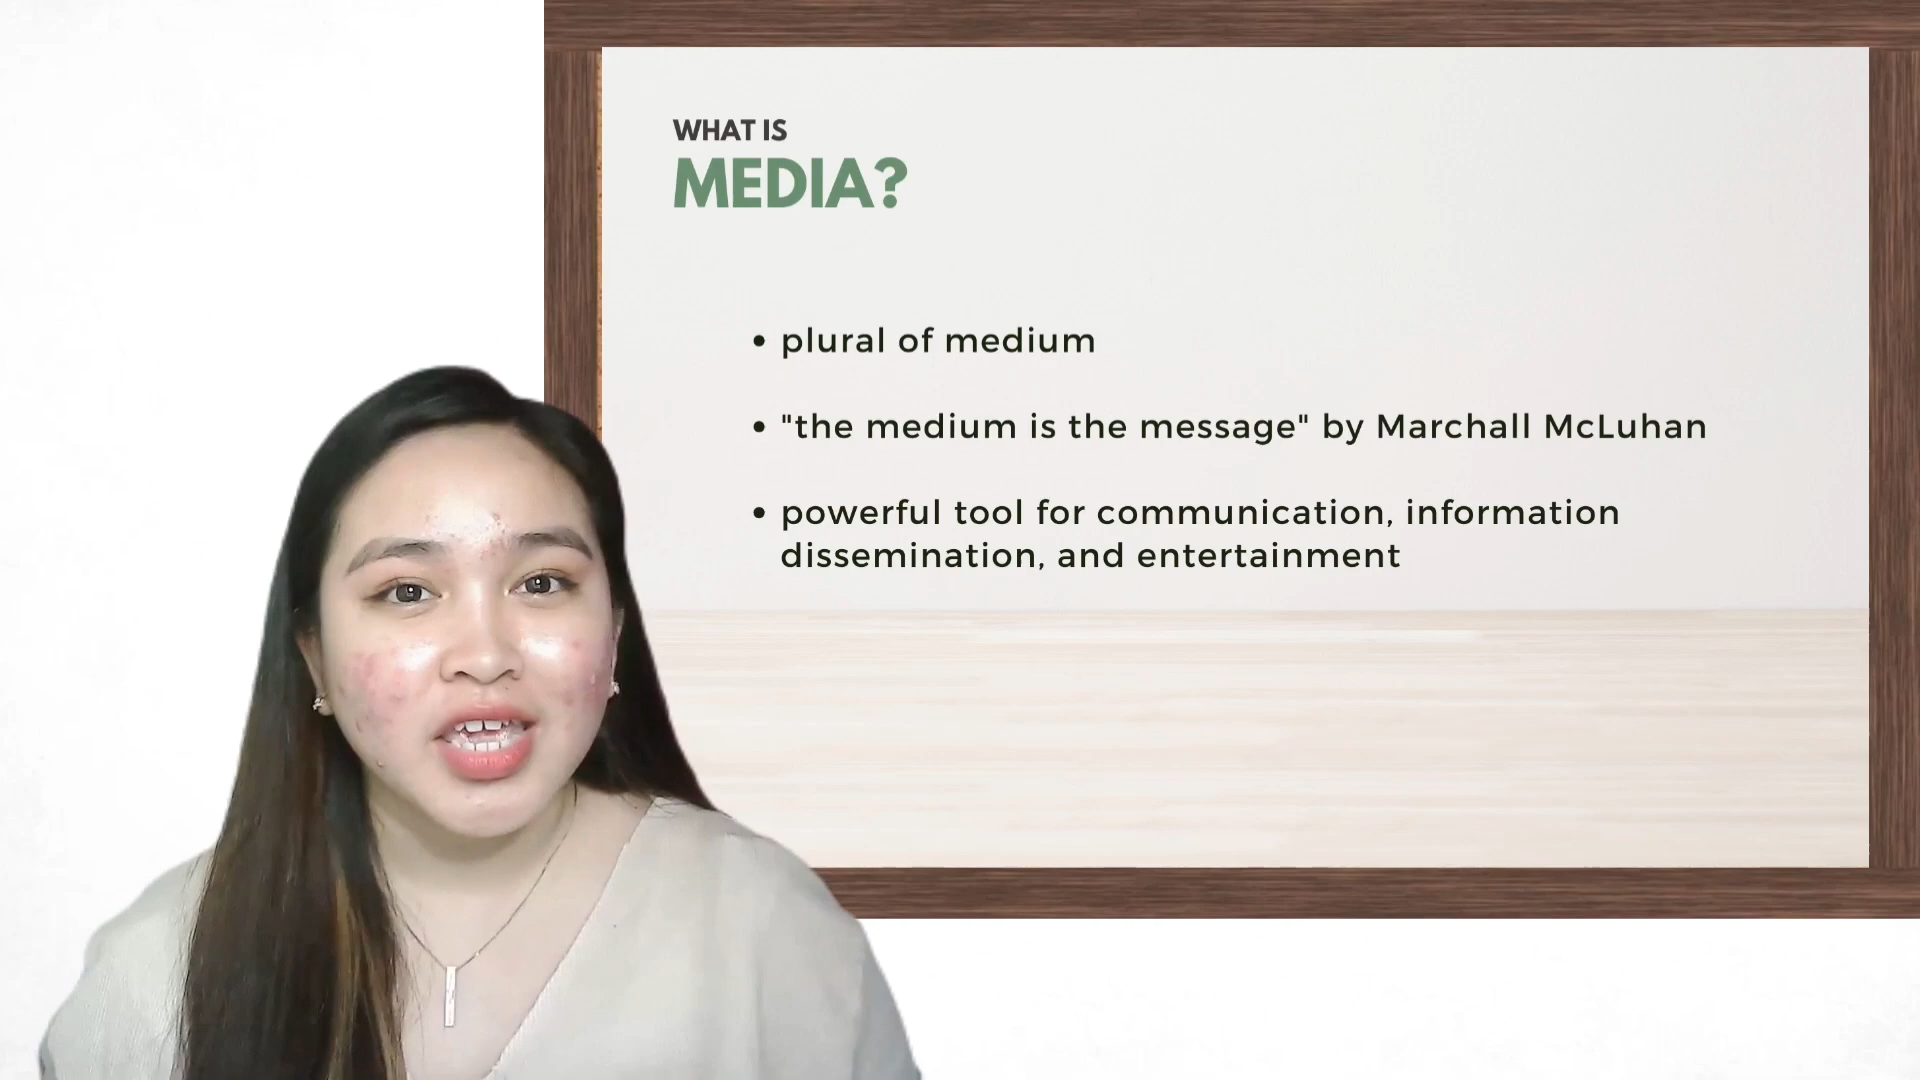 WHAT IS
MEDIA?
• plural of medium
• "the medium is the message" by Marchall McLuhan
• powerful tool for communication, information
dissemination, and entertainment